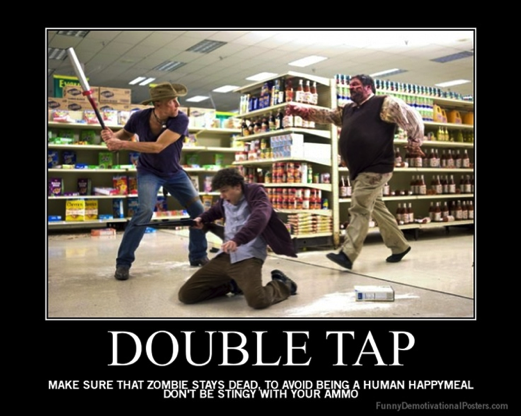 DOUBLE TAP
MAKE SURE THAT ZOMBIE STAYS DEAD, TO AVOID BEING A HUMAN HAPPYMEAL
DON'T BE STINGY WITH YOUR AMMO
FunnyDemotivationalPosters.com